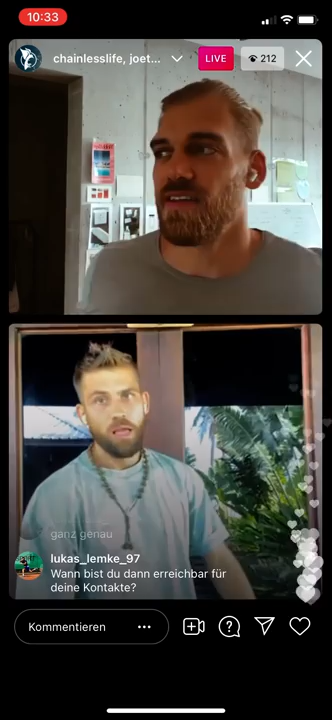 10:33
chainlesslife, joet...
LIVE
212
ganz genau
lukas_lemke_97
Wann bist du dann erreichbar für
deine Kontakte?
Kommentieren